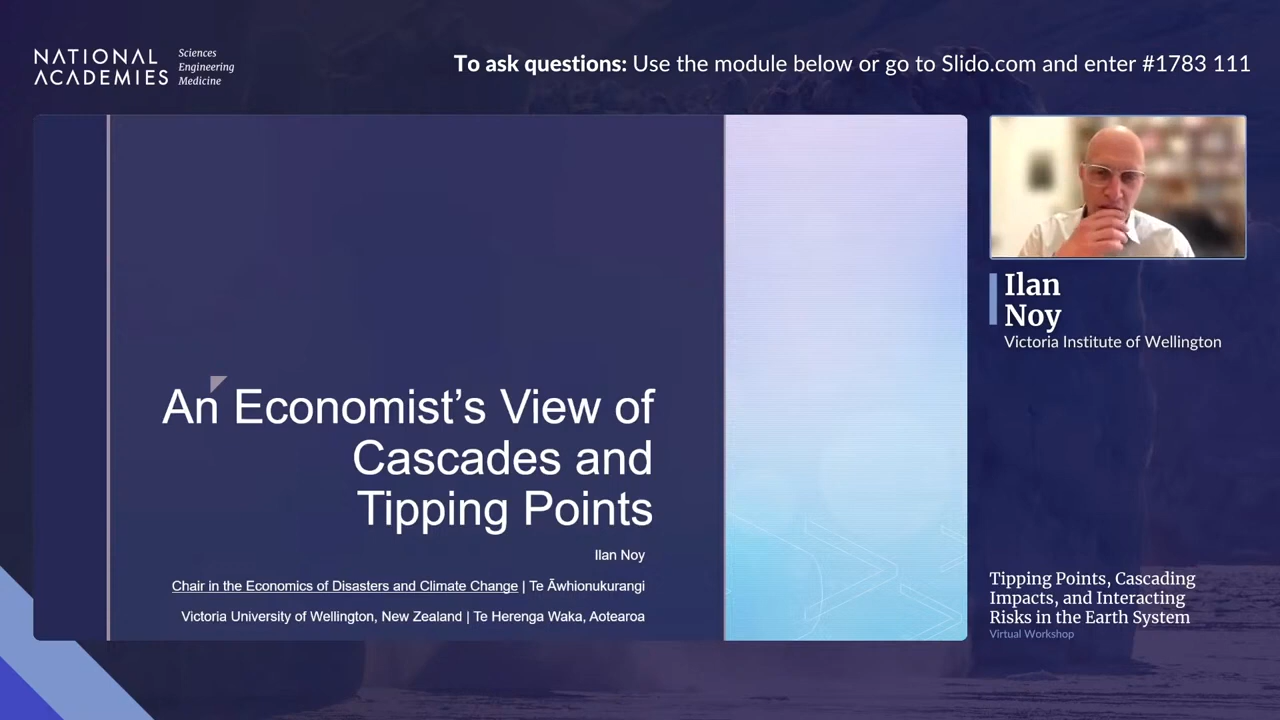 NATIONAL
ACADEMIES
Sciences
Engineering
Medicine
To ask questions: Use the module below or go to Slido.com and enter #1783 111
An Economist’s View of
Cascades and
Tipping Points
Ilan Noy
Chair in the Economics of Disasters and Climate Change | Te Āwhionukurangi
Victoria University of Wellington, New Zealand | Te Herenga Waka, Aotearoa
Ilan
Noy
Victoria Institute of Wellington
Tipping Points, Cascading
Impacts, and Interacting
Risks in the Earth System
Virtual Workshop